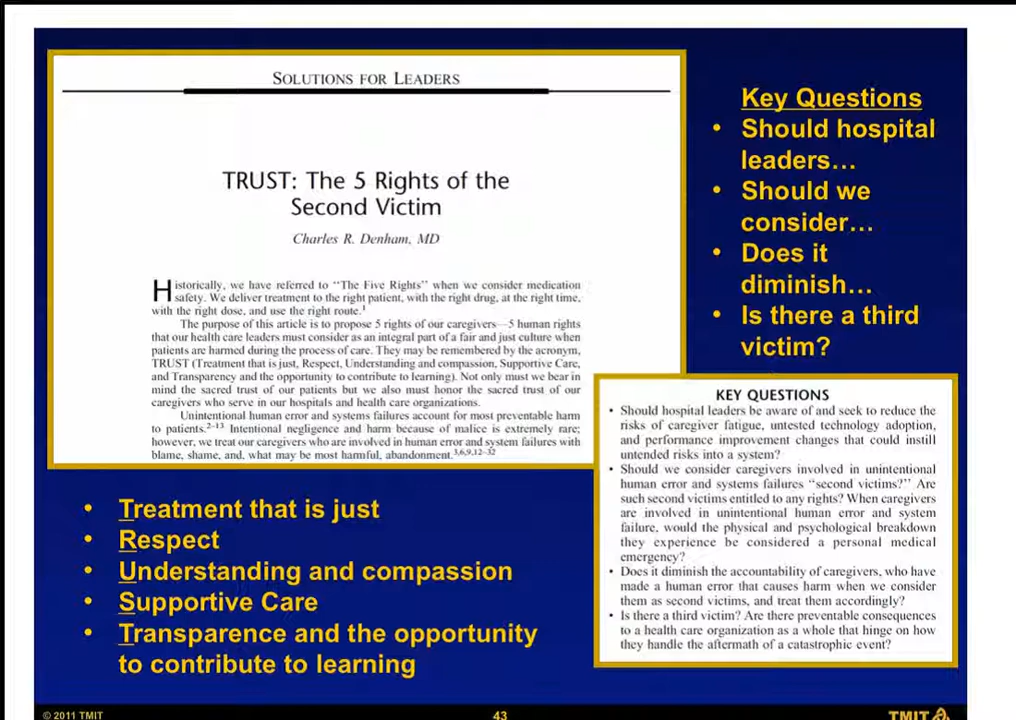 SOLUTIONS FOR LEADERS
TRUST: The 5 Rights of the
Second Victim
Charles R. Denham, MD
Historically, we have referred to "The Five Rights" when we consider medication
safety. We deliver treatment to the right patient, with the right drug, at the right time,
with the right dose, and use the right route.1
The purpose of this article is to propose 5 rights of our caregivers—5 human rights
that our health care leaders must consider as an integral part of a fair and just culture when
patients are harmed during the process of care. They may be remembered by the acronym,
TRUST (Treatment that is just, Respect, Understanding and compassion, Supportive Care,
and Transparency and the opportunity to contribute to learning). Not only must we bear in
mind the sacred trust of our patients but we also must honor the sacred trust of our
caregivers who serve in our hospitals and health care organizations.
Unintentional human error and systems failures account for most preventable harm
to patients.2–13 Intentional negligence and harm because of malice is extremely rare;
however, we treat our caregivers who are involved in human error and system failures with
blame, shame, and, what may be most harmful, abandonment.3,6,9,12–32
Key Questions
• Should hospital
leaders…
• Should we
consider…
• Does it
diminish…
• Is there a third
victim?
KEY QUESTIONS
• Should hospital leaders be aware of and seek to reduce the
risks of caregiver fatigue, untested technology adoption,
and performance improvement changes that could instill
untended risks into a system?
• Should we consider caregivers involved in unintentional
human error and systems failures "second victims?" Are
such second victims entitled to any rights? When caregivers
are involved in unintentional human error and system
failure, would the physical and psychological breakdown
they experience be considered a personal medical
emergency?
• Does it diminish the accountability of caregivers, who have
made a human error that causes harm when we consider
them as second victims, and treat them accordingly?
• Is there a third victim? Are there preventable consequences
to a health care organization as a whole that hinge on how
they handle the aftermath of a catastrophic event?
• Treatment that is just
• Respect
• Understanding and compassion
• Supportive Care
• Transparence and the opportunity
to contribute to learning
© 2011 TMIT
43
TMIT